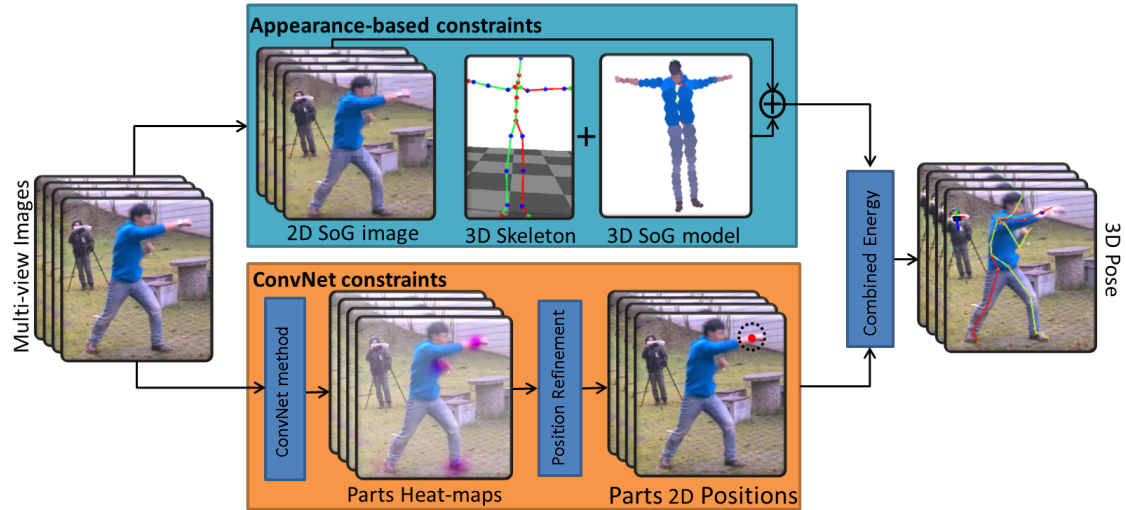 Appearance-based constraints
2D SoG image
3D Skeleton
3D SoG model
Multi-view Images
ConvNet constraints
ConvNet method
Parts Heat-maps
Position Refinement
Parts 2D Positions
Combined Energy
3D Pose